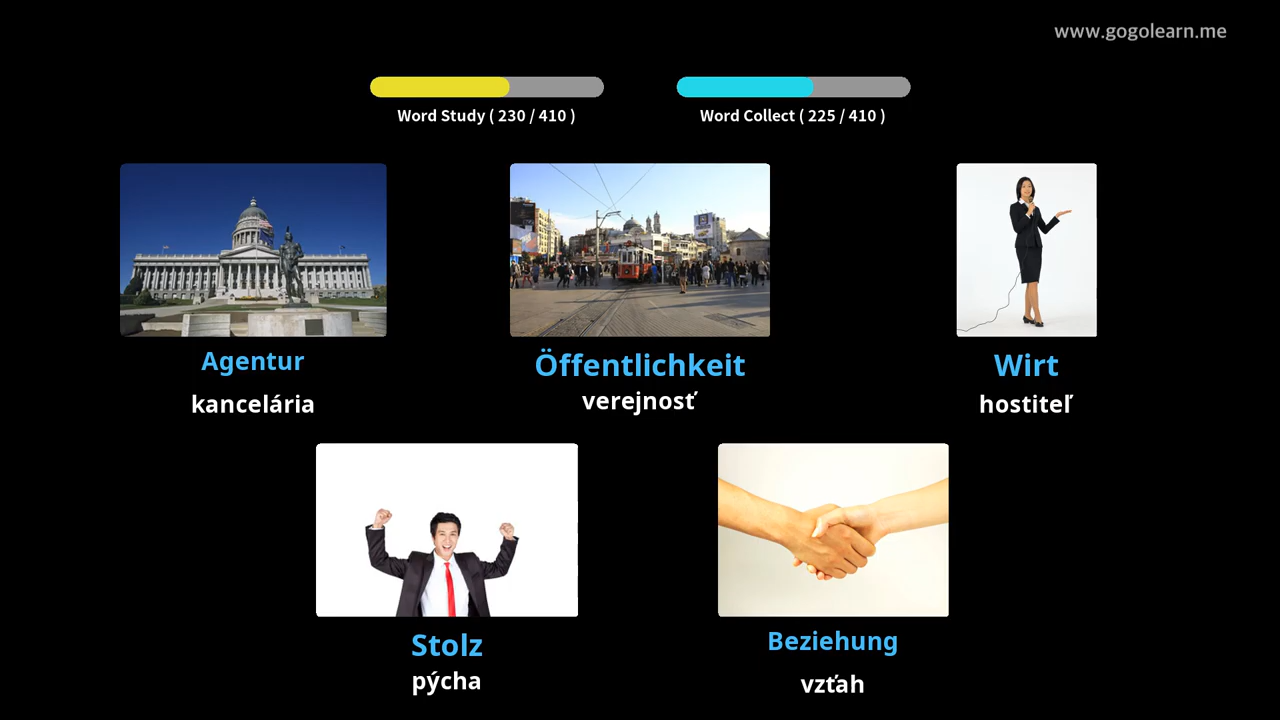 www.gogolearn.me
Word Study ( 230 / 410 )
Word Collect ( 225 / 410 )
Agentur
kancelária
Öffentlichkeit
verejnosť
Wirt
hostiteľ
Stolz
pýcha
Beziehung
vzťah